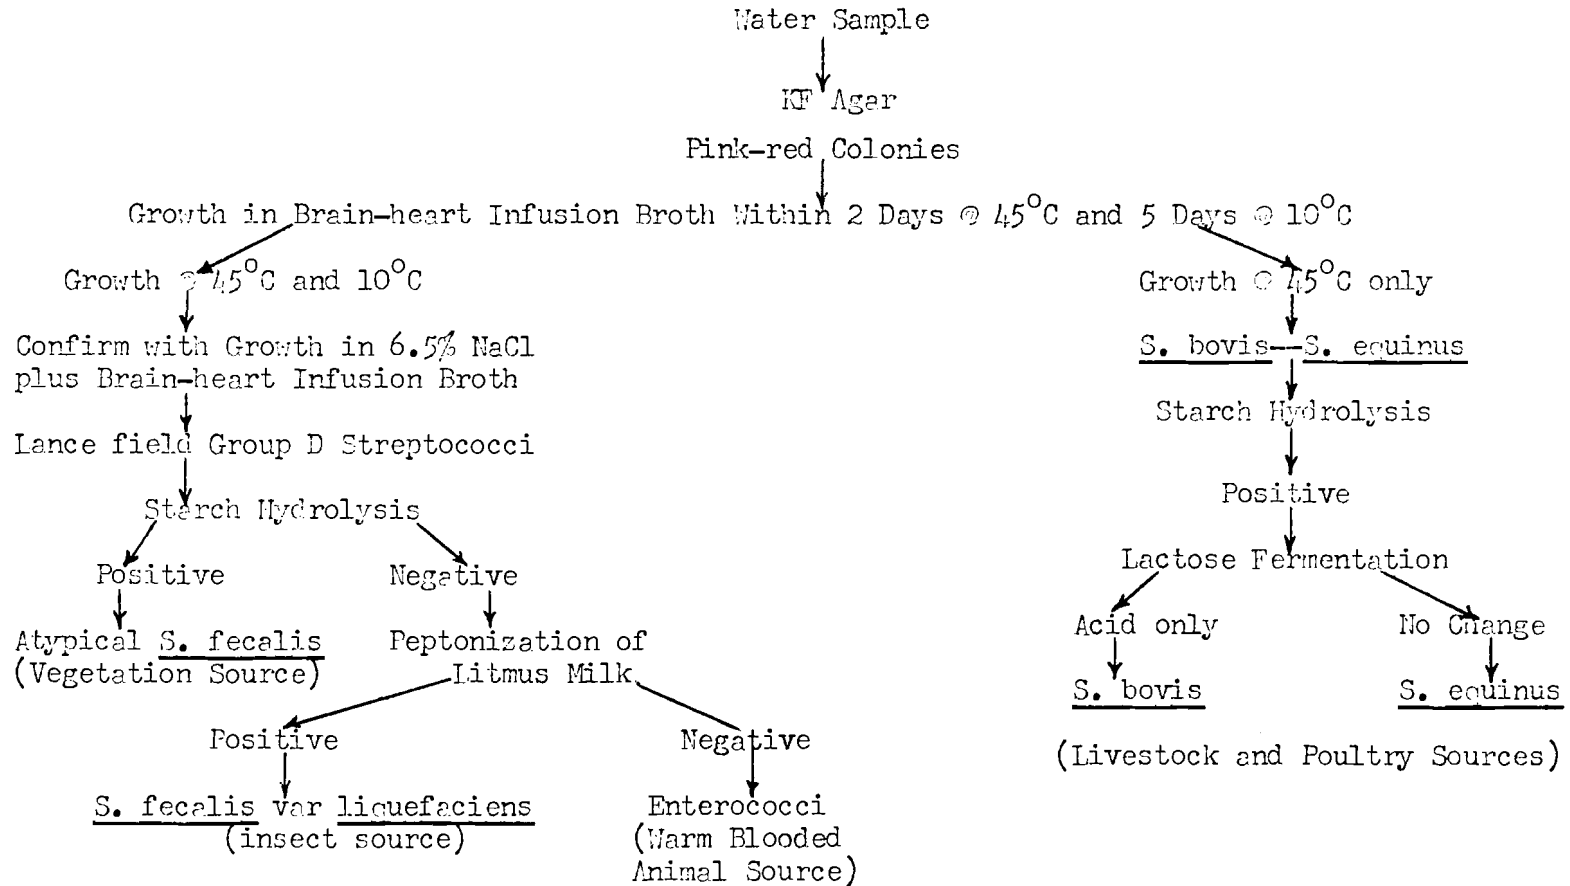 Water Sample
KF Agar
Pink-red Colonies
Growth in Brain-heart Infusion Broth Within 2 Days @ 45°C and 5 Days @ 10°C
Growth @ 45°C and 10°C
Confirm with Growth in 6.5% NaCl
plus Brain-heart Infusion Broth
Lance field Group D Streptococci
Starch Hydrolysis
Positive
Atypical S. fecalis
(Vegetation Source)
Negative
Peptonization of
Litmus Milk
Positive
S. fecalis var liquefaciens
(insect source)
Negative
Enterococci
(Warm Blooded
Animal Source)
Growth @ 45°C only
S. bovis--S. equinus
Starch Hydrolysis
Positive
Lactose Fermentation
Acid only
S. bovis
No Change
S. equinus
(Livestock and Poultry Sources)